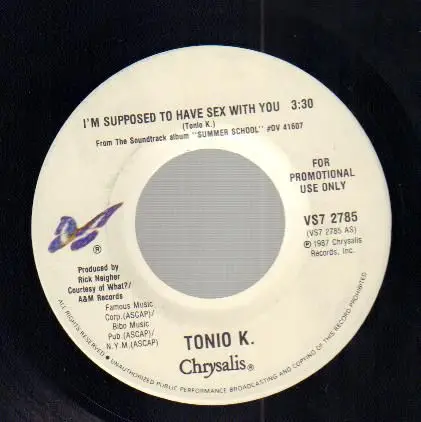 I'M SUPPOSED TO HAVE SEX WITH YOU 3:30
(Tonio K.)
From The Soundtrack album "SUMMER SCHOOL" #OV 41607
FOR
PROMOTIONAL
USE ONLY
VS7 2785
(VS7 2785 AS)
℗ 1987 Chrysalis
Records, Inc.
®
Produced by
Rick Neigher
Courtesy of What?/
A&M Records
Famous Music
Corp.(ASCAP)/
Bibo Music
Pub.(ASCAP)/
N.Y.M.(ASCAP)
TONIO K.
Chrysalis®
ALL RIGHTS RESERVED • UNAUTHORIZED PUBLIC PERFORMANCE BROADCASTING AND COPYING OF THIS RECORD PROHIBITED